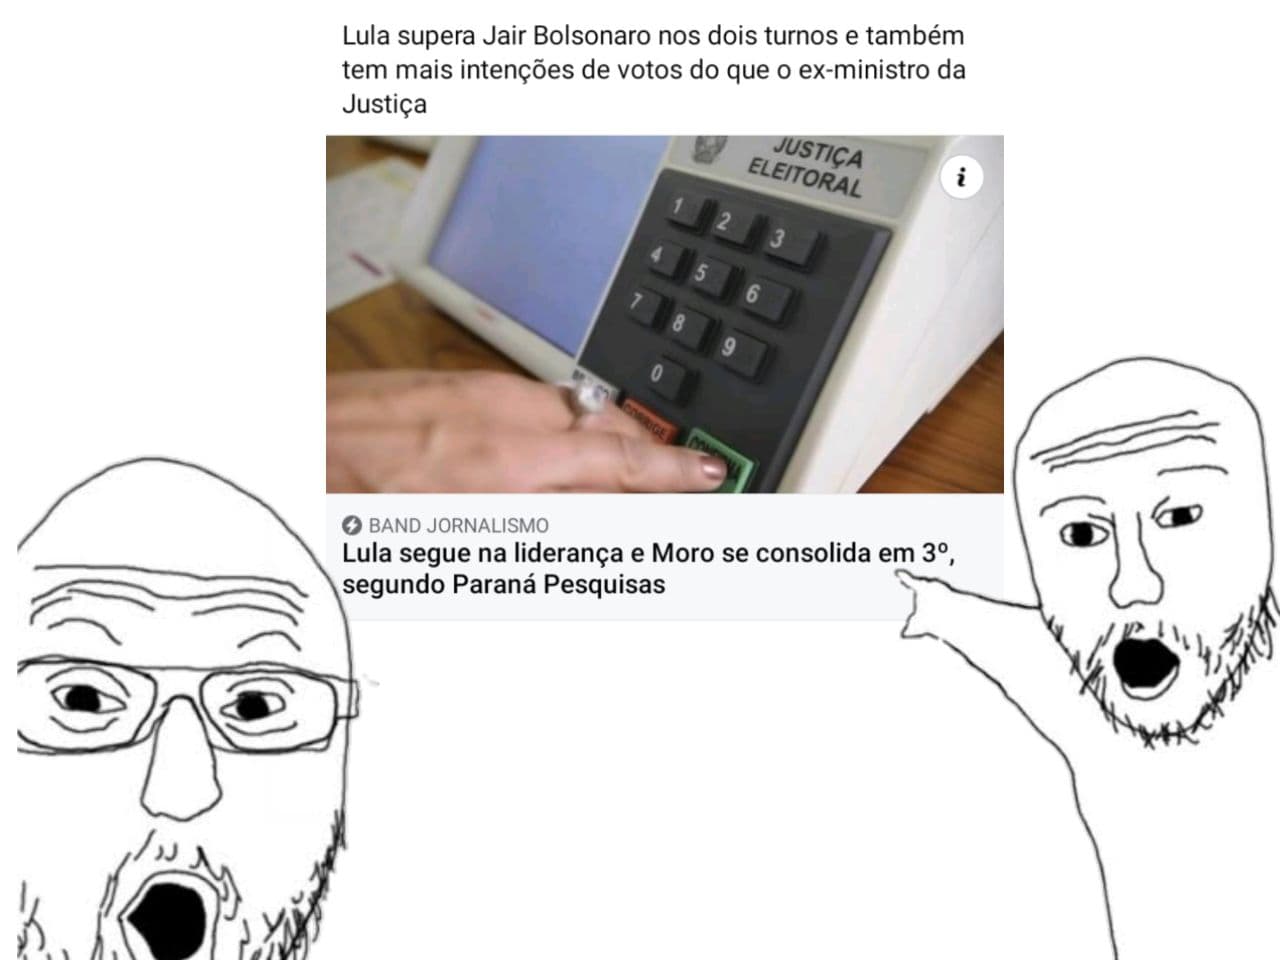 Lula supera Jair Bolsonaro nos dois turnos e também
tem mais intenções de votos do que o ex-ministro da
Justiça
JUSTIÇA
ELEITORAL
1 2 3
4 5 6
7 8 9
0
CORRIGE
BAND JORNALISMO
Lula segue na liderança e Moro se consolida em 3º,
segundo Paraná Pesquisas